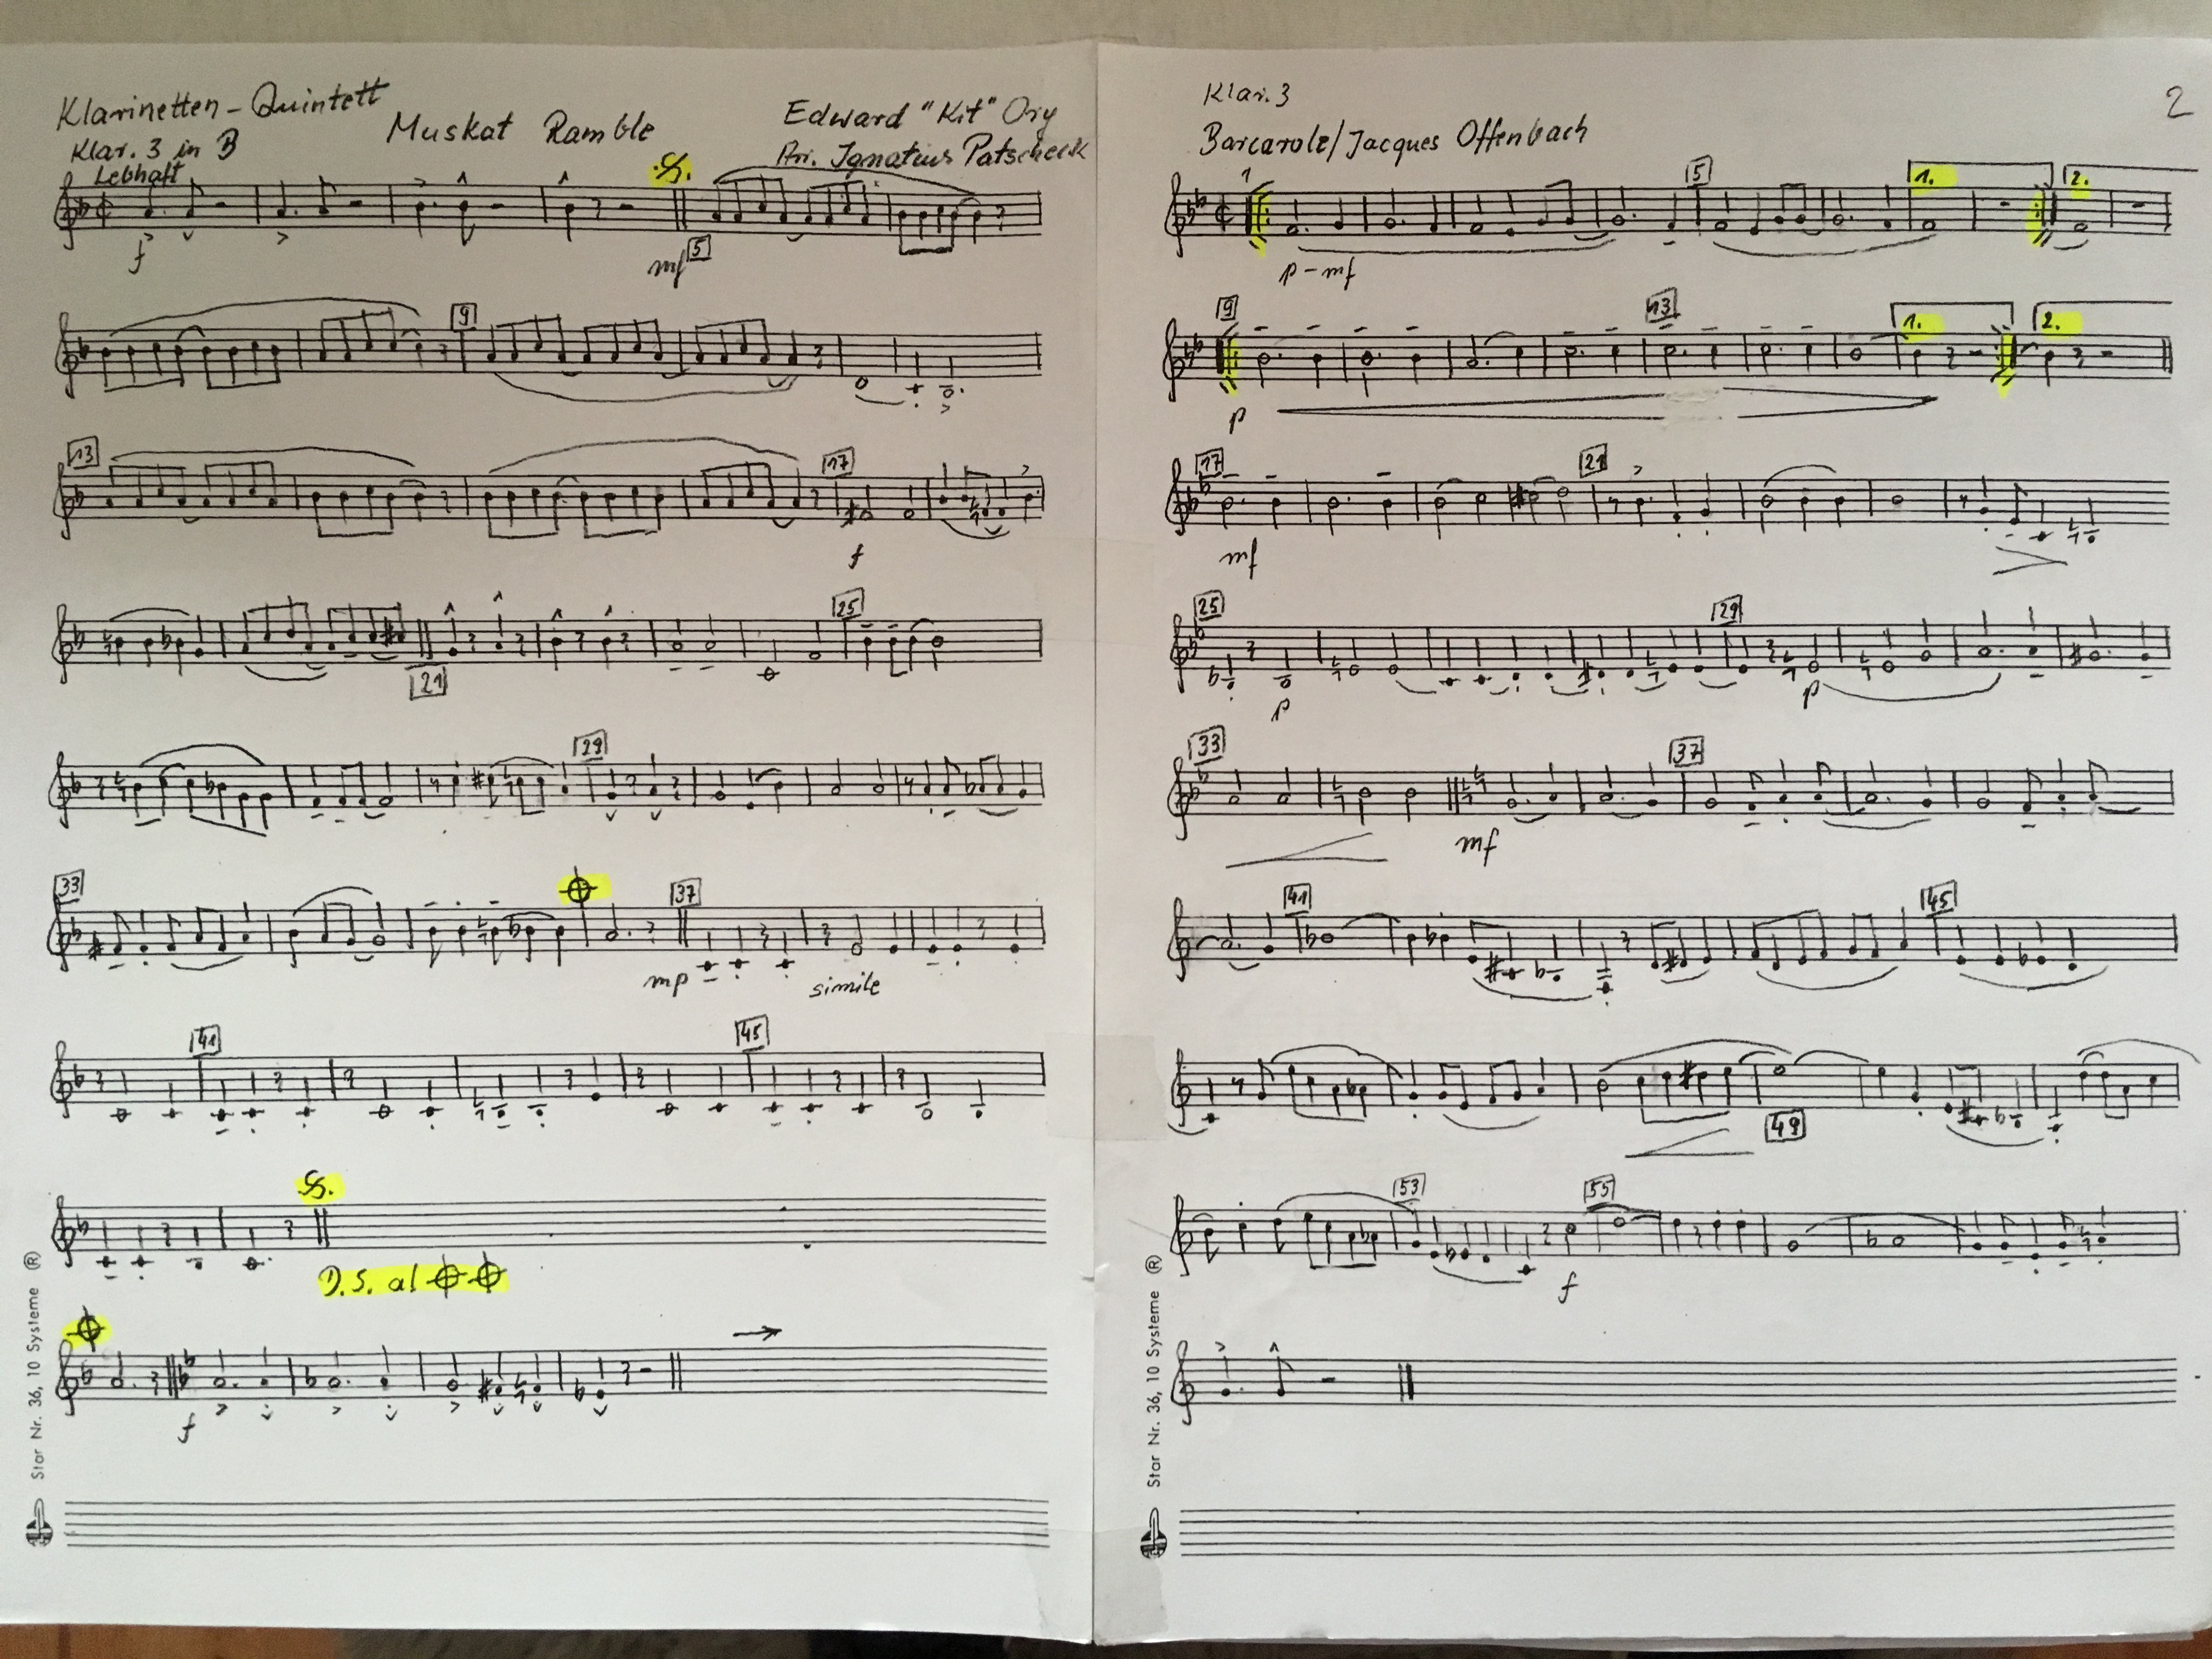 Klarinetten-Quintett
Klar. 3 in B
Muskat Ramble
Edward "Kit" Ory
Arr. Ignatius Patscheck
Lebhaft
f
mf
5
9
13
17
f
21
25
29
33
37
mp
simile
41
45
D.S. al
f
Star Nr. 36, 10 Systeme ®
Klar. 3
2
Barcarole/Jacques Offenbach
1
5
1.
2.
p - mf
9
13
1.
2.
p
17
21
mf
25
29
p
p
33
37
mf
41
45
49
53
55
f
Star Nr. 36, 10 Systeme ®